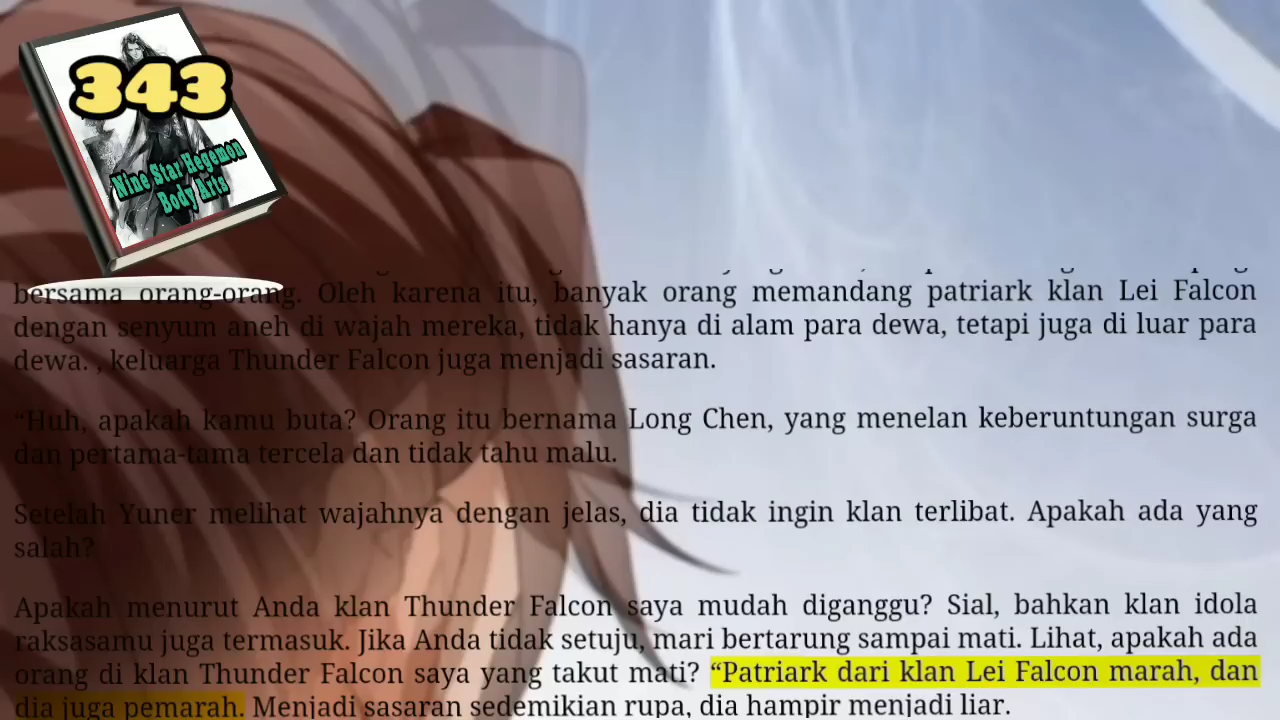 343
Nine Star Hegemon
Body Arts
bersama orang-orang. Oleh karena itu, banyak orang memandang patriark klan Lei Falcon
dengan senyum aneh di wajah mereka, tidak hanya di alam para dewa, tetapi juga di luar para
dewa. , keluarga Thunder Falcon juga menjadi sasaran.
“Huh, apakah kamu buta? Orang itu bernama Long Chen, yang menelan keberuntungan surga
dan pertama-tama tercela dan tidak tahu malu.
Setelah Yuner melihat wajahnya dengan jelas, dia tidak ingin klan terlibat. Apakah ada yang
salah?
Apakah menurut Anda klan Thunder Falcon saya mudah diganggu? Sial, bahkan klan idola
raksasamu juga termasuk. Jika Anda tidak setuju, mari bertarung sampai mati. Lihat, apakah ada
orang di klan Thunder Falcon saya yang takut mati? “Patriark dari klan Lei Falcon marah, dan
dia juga pemarah. Menjadi sasaran sedemikian rupa, dia hampir menjadi liar.